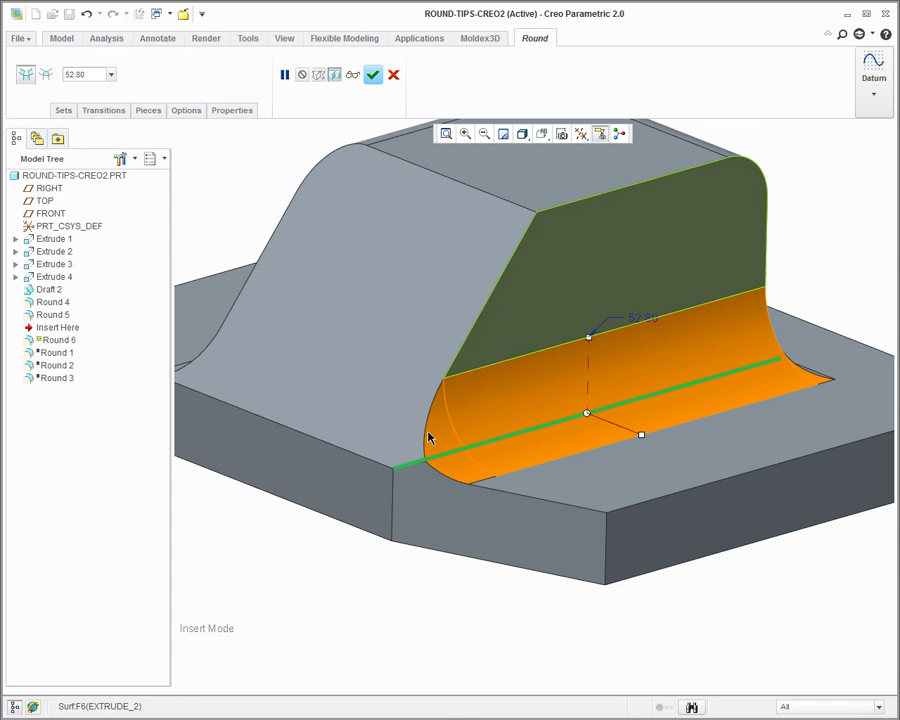 ROUND-TIPS-CREO2 (Active) - Creo Parametric 2.0
File Model Analysis Annotate Render Tools View Flexible Modeling Applications Moldex3D Round
52.80
Datum
Sets Transitions Pieces Options Properties
Model Tree
ROUND-TIPS-CREO2.PRT
RIGHT
TOP
FRONT
PRT_CSYS_DEF
Extrude 1
Extrude 2
Extrude 3
Extrude 4
Draft 2
Round 4
Round 5
Insert Here
Round 6
Round 1
Round 2
Round 3
52.80
Insert Mode
Surf:F6(EXTRUDE_2)
All